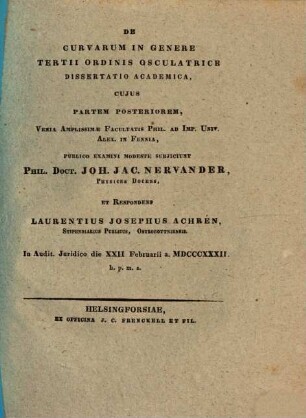 DE
CURVARUM IN GENERE
TERTII ORDINIS OSCULATRICE
DISSERTATIO ACADEMICA,
CUJUS
PARTEM POSTERIOREM,
VENIA AMPLISSIMÆ FACULTATIS PHIL. AD IMP. UNIV.
ALEX. IN FENNIA,
PUBLICO EXAMINI MODESTE SUBJICIUNT
PHIL. DOCT. JOH. JAC. NERVANDER,
PHYSICES DOCENS,
ET RESPONDENS
LAURENTIUS JOSEPHUS ACHREN,
STIPENDIARIUS PUBLICUS, OSTROBOTTNIENSIS.
In Audit. Juridico die XXII Februarii a. MDCCCXXXII.
h. p. m. s.
HELSINGFORSIAE,
EX OFFICINA J. C. FRENCKELL ET FIL.